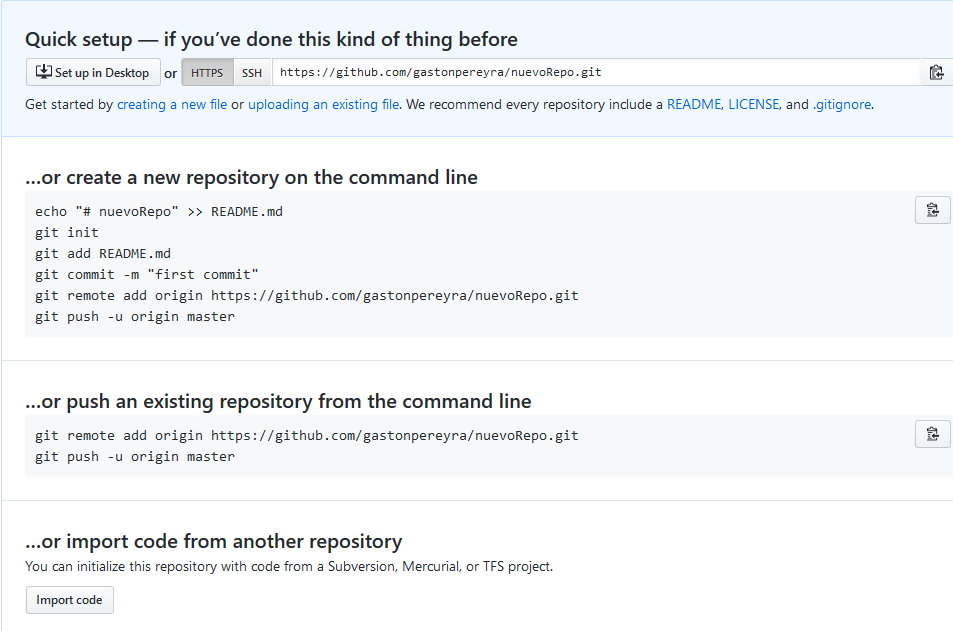 Quick setup — if you’ve done this kind of thing before
Set up in Desktop or HTTPS SSH https://github.com/gastonpereyra/nuevoRepo.git
Get started by creating a new file or uploading an existing file. We recommend every repository include a README, LICENSE, and .gitignore.
…or create a new repository on the command line
echo "# nuevoRepo" >> README.md
git init
git add README.md
git commit -m "first commit"
git remote add origin https://github.com/gastonpereyra/nuevoRepo.git
git push -u origin master
…or push an existing repository from the command line
git remote add origin https://github.com/gastonpereyra/nuevoRepo.git
git push -u origin master
…or import code from another repository
You can initialize this repository with code from a Subversion, Mercurial, or TFS project.
Import code